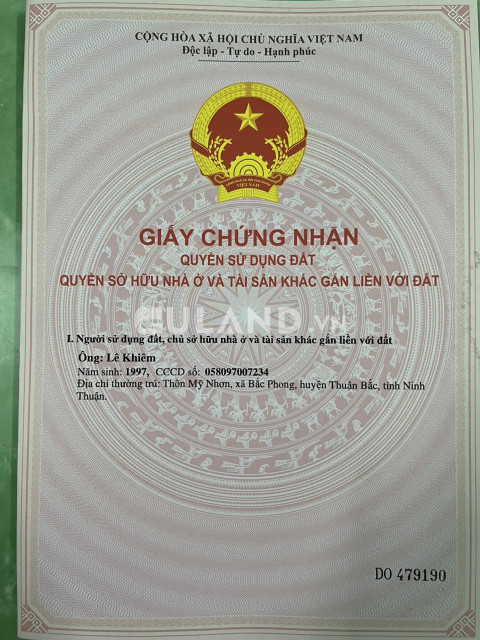 CỘNG HÒA XÃ HỘI CHỦ NGHĨA VIỆT NAM
Độc lập - Tự do - Hạnh phúc
VIỆT NAM
GIẤY CHỨNG NHẬN
QUYỀN SỬ DỤNG ĐẤT
QUYỀN SỞ HỮU NHÀ Ở VÀ TÀI SẢN KHÁC GẮN LIỀN VỚI ĐẤT
GULAND.vn
I. Người sử dụng đất, chủ sở hữu nhà ở và tài sản khác gắn liền với đất
Ông: Lê Khiêm
Năm sinh: 1997, CCCD số: 058097007234
Địa chỉ thường trú: Thôn Mỹ Nhơn, xã Bắc Phong, huyện Thuận Bắc, tỉnh Ninh
Thuận.
DO 479190